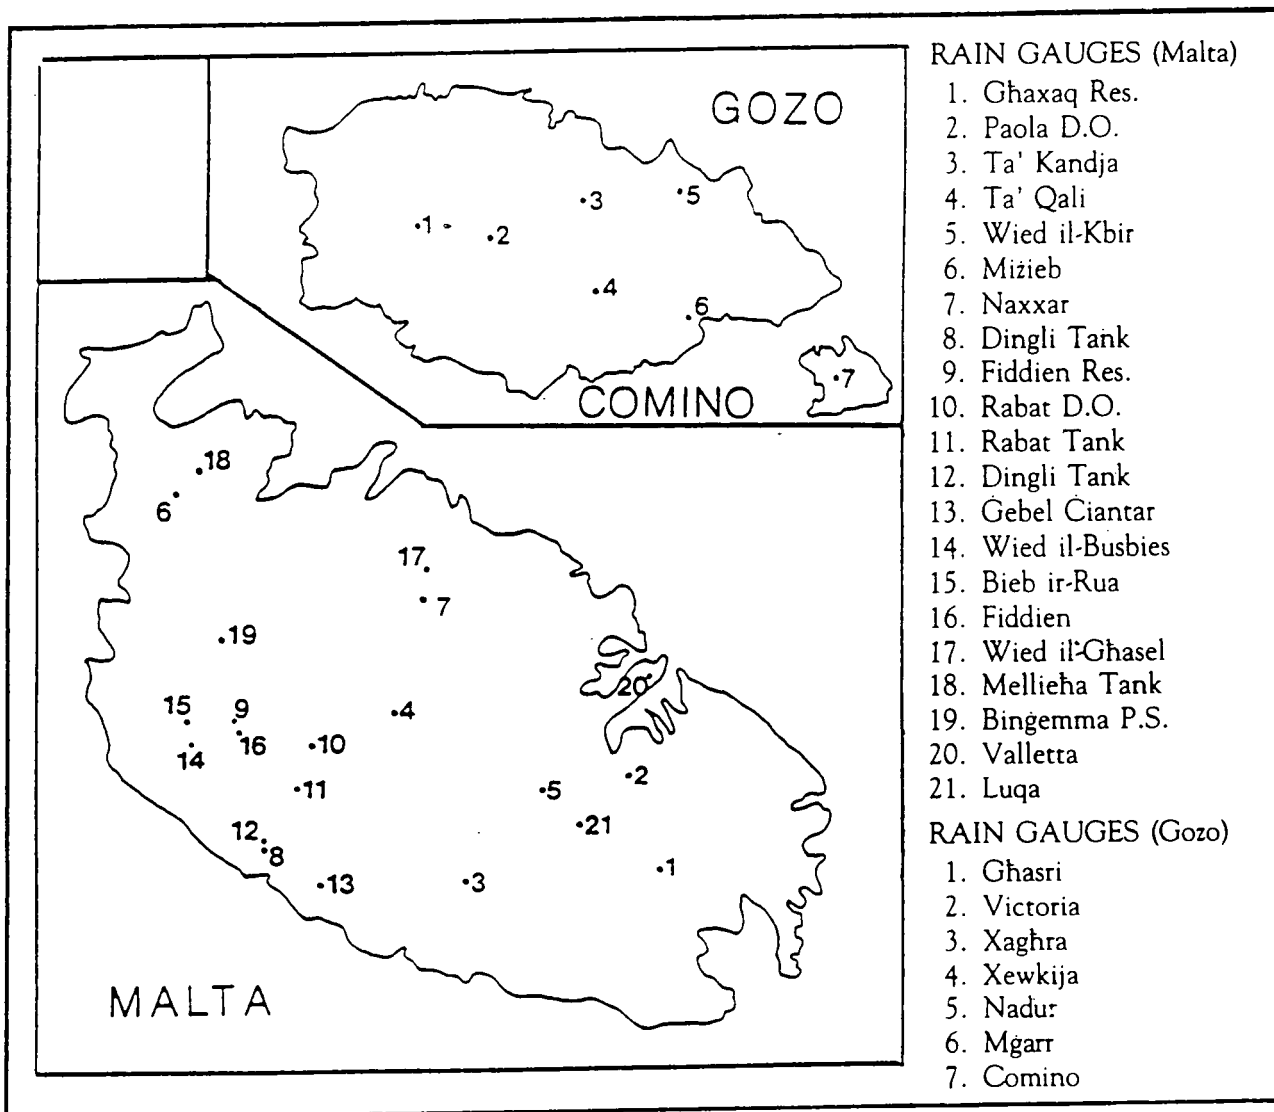 GOZO
3
5
1
2
4
6
7
COMINO
18
6
17
7
19
20
15
9
4
14
16
10
2
11
5
12
21
8
1
13
3
MALTA
RAIN GAUGES (Malta)
1. Għaxaq Res.
2. Paola D.O.
3. Ta' Kandja
4. Ta' Qali
5. Wied il-Kbir
6. Miżieb
7. Naxxar
8. Dingli Tank
9. Fiddien Res.
10. Rabat D.O.
11. Rabat Tank
12. Dingli Tank
13. Ġebel Ċiantar
14. Wied il-Busbies
15. Bieb ir-Rua
16. Fiddien
17. Wied il-Għasel
18. Mellieħa Tank
19. Binġemma P.S.
20. Valletta
21. Luqa
RAIN GAUGES (Gozo)
1. Għasri
2. Victoria
3. Xagħra
4. Xewkija
5. Nadur
6. Mġarr
7. Comino